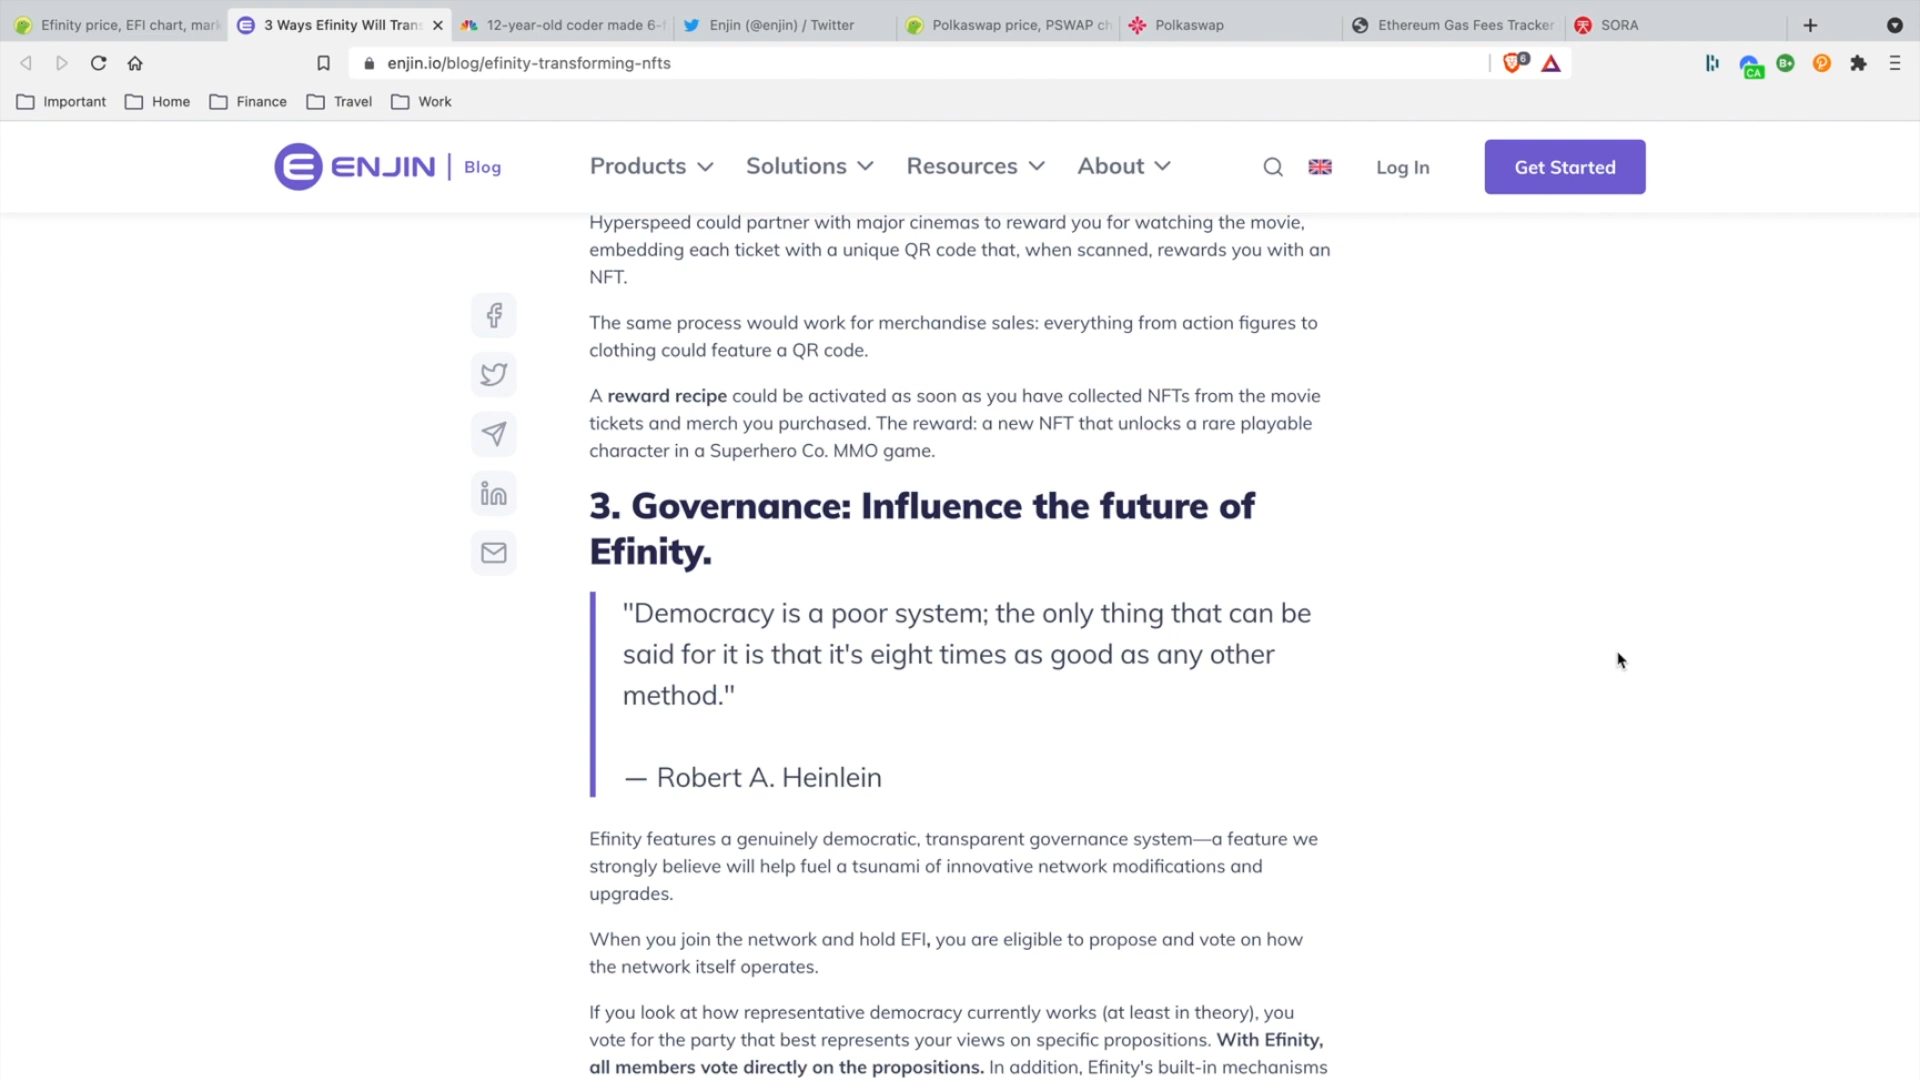 Efinity price, EFI chart, mark
3 Ways Efinity Will Trans
12-year-old coder made 6-f
Enjin (@enjin) / Twitter
Polkaswap price, PSWAP ch
Polkaswap
Ethereum Gas Fees Tracker
SORA
enjin.io/blog/efinity-transforming-nfts
6
CA
B+
Important
Home
Finance
Travel
Work
ENJIN | Blog
Products
Solutions
Resources
About
Log In
Get Started
Hyperspeed could partner with major cinemas to reward you for watching the movie,
embedding each ticket with a unique QR code that, when scanned, rewards you with an
NFT.
The same process would work for merchandise sales: everything from action figures to
clothing could feature a QR code.
A reward recipe could be activated as soon as you have collected NFTs from the movie
tickets and merch you purchased. The reward: a new NFT that unlocks a rare playable
character in a Superhero Co. MMO game.
3. Governance: Influence the future of
Efinity.
"Democracy is a poor system; the only thing that can be
said for it is that it's eight times as good as any other
method."
— Robert A. Heinlein
Efinity features a genuinely democratic, transparent governance system—a feature we
strongly believe will help fuel a tsunami of innovative network modifications and
upgrades.
When you join the network and hold EFI, you are eligible to propose and vote on how
the network itself operates.
If you look at how representative democracy currently works (at least in theory), you
vote for the party that best represents your views on specific propositions. With Efinity,
all members vote directly on the propositions. In addition, Efinity's built-in mechanisms